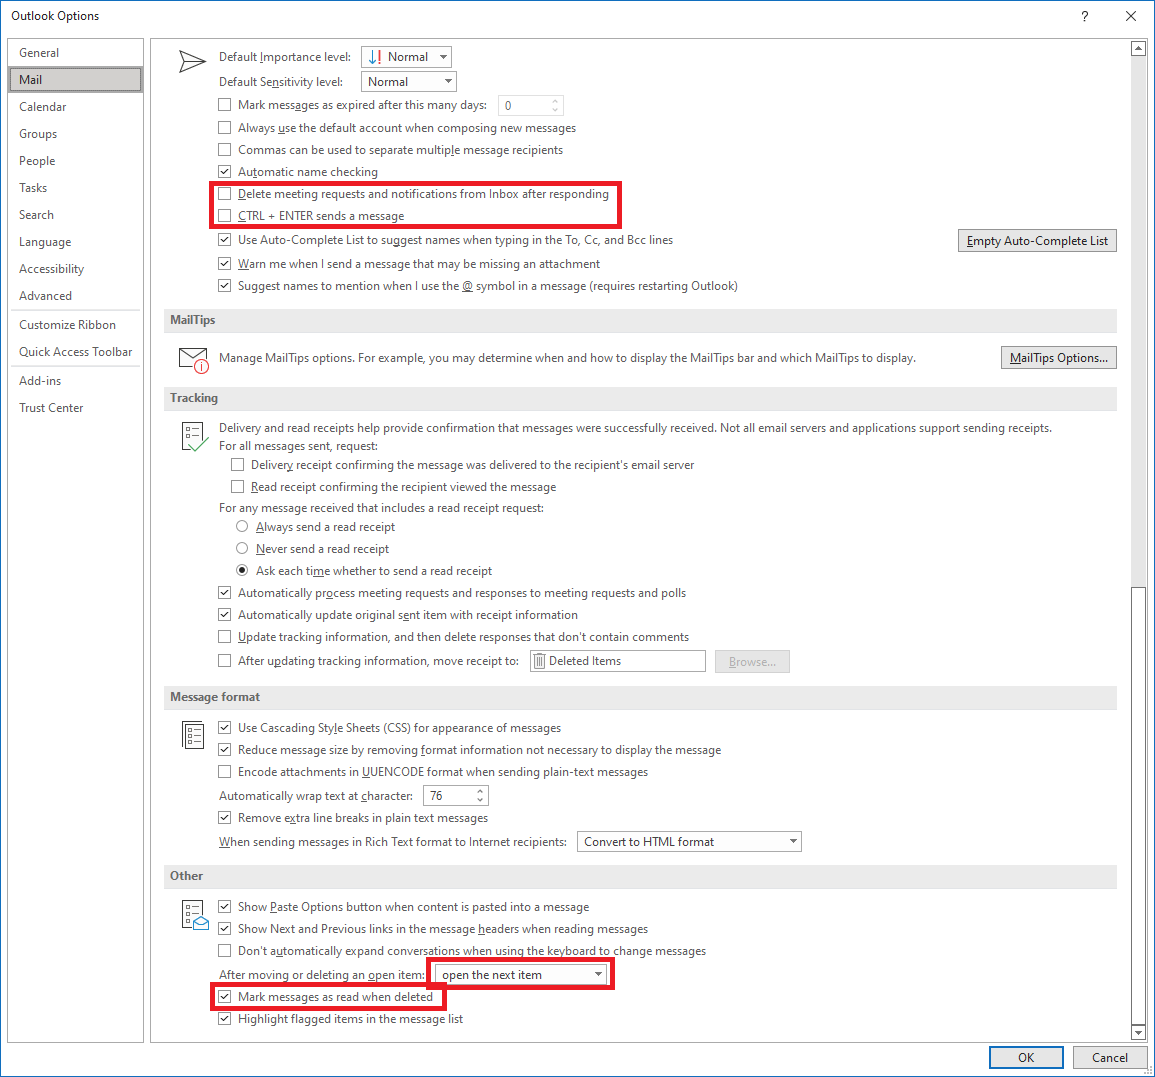 Outlook Options
General
Mail
Calendar
Groups
People
Tasks
Search
Language
Accessibility
Advanced
Customize Ribbon
Quick Access Toolbar
Add-ins
Trust Center
Default Importance level: Normal
Default Sensitivity level: Normal
Mark messages as expired after this many days: 0
Always use the default account when composing new messages
Commas can be used to separate multiple message recipients
Automatic name checking
Delete meeting requests and notifications from Inbox after responding
CTRL + ENTER sends a message
Use Auto-Complete List to suggest names when typing in the To, Cc, and Bcc lines Empty Auto-Complete List
Warn me when I send a message that may be missing an attachment
Suggest names to mention when I use the @ symbol in a message (requires restarting Outlook)
MailTips
Manage MailTips options. For example, you may determine when and how to display the MailTips bar and which MailTips to display. MailTips Options...
Tracking
Delivery and read receipts help provide confirmation that messages were successfully received. Not all email servers and applications support sending receipts.
For all messages sent, request:
Delivery receipt confirming the message was delivered to the recipient's email server
Read receipt confirming the recipient viewed the message
For any message received that includes a read receipt request:
Always send a read receipt
Never send a read receipt
Ask each time whether to send a read receipt
Automatically process meeting requests and responses to meeting requests and polls
Automatically update original sent item with receipt information
Update tracking information, and then delete responses that don't contain comments
After updating tracking information, move receipt to: Deleted Items Browse...
Message format
Use Cascading Style Sheets (CSS) for appearance of messages
Reduce message size by removing format information not necessary to display the message
Encode attachments in UUENCODE format when sending plain-text messages
Automatically wrap text at character: 76
Remove extra line breaks in plain text messages
When sending messages in Rich Text format to Internet recipients: Convert to HTML format
Other
Show Paste Options button when content is pasted into a message
Show Next and Previous links in the message headers when reading messages
Don't automatically expand conversations when using the keyboard to change messages
After moving or deleting an open item: open the next item
Mark messages as read when deleted
Highlight flagged items in the message list
OK Cancel